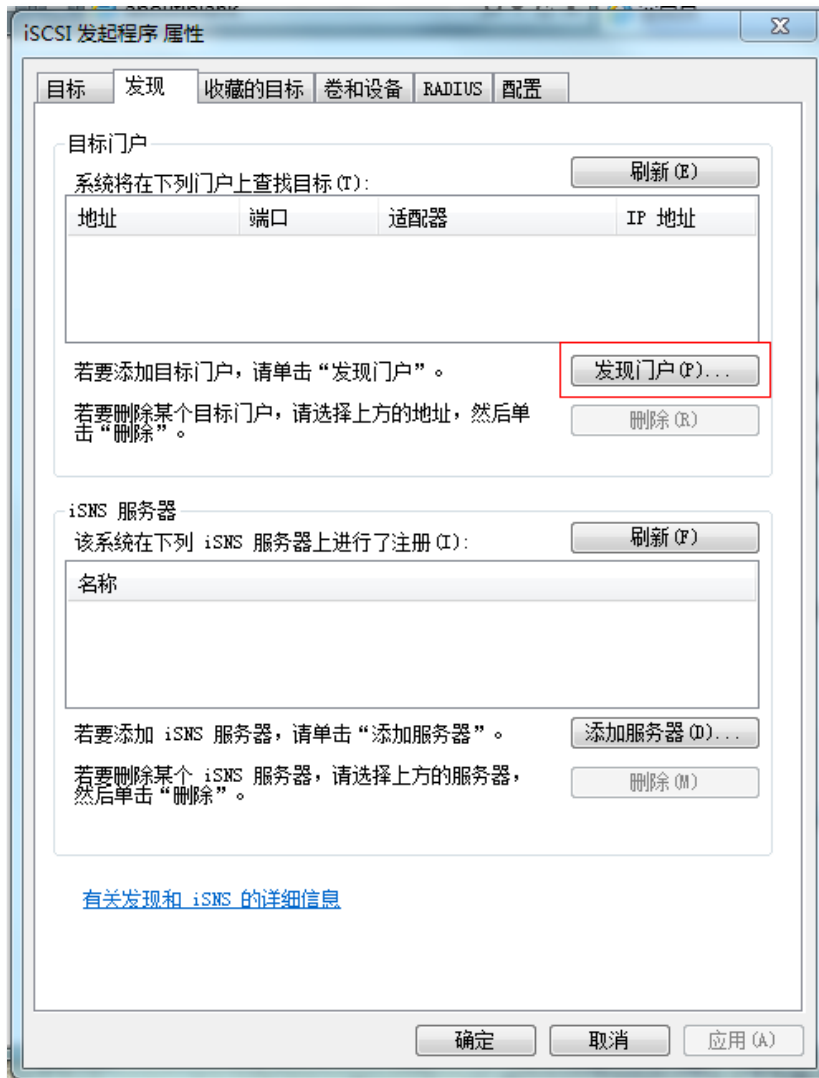 iSCSI 发起程序 属性
目标 发现 收藏的目标 卷和设备 RADIUS 配置
目标门户
系统将在下列门户上查找目标(T):
刷新(E)
地址 端口 适配器 IP 地址
若要添加目标门户，请单击“发现门户”。
发现门户(P)...
若要删除某个目标门户，请选择上方的地址，然后单
击“删除”。
删除(R)
iSNS 服务器
该系统在下列 iSNS 服务器上进行了注册(I):
刷新(F)
名称
若要添加 iSNS 服务器，请单击“添加服务器”。
添加服务器(D)...
若要删除某个 iSNS 服务器，请选择上方的服务器，
然后单击“删除”。
删除(M)
有关发现和 iSNS 的详细信息
确定 取消 应用(A)